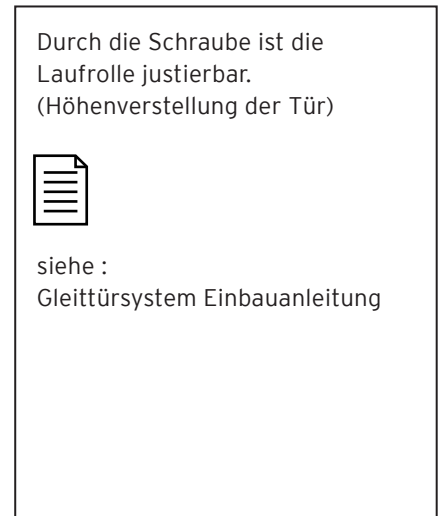 Durch die Schraube ist die
Laufrolle justierbar.
(Höhenverstellung der Tür)
siehe :
Gleittürsystem Einbauanleitung